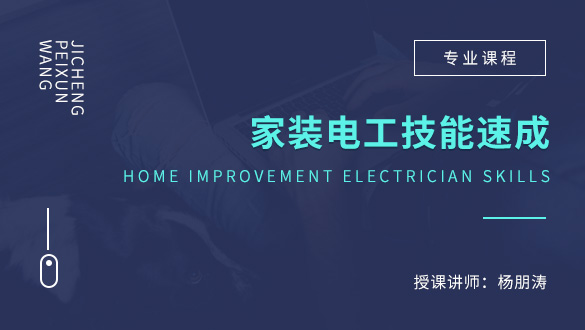 JICHENG
PEIXUN
WANG
专业课程
家装电工技能速成
HOME IMPROVEMENT ELECTRICIAN SKILLS
授课讲师：杨朋涛